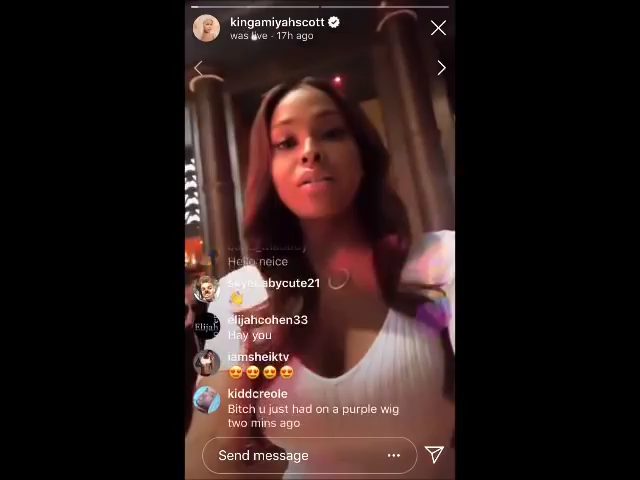 kingamiyahscott
was live · 17h ago
Hello neice
elijahcohen33
Elijah
Hay you
iamsheiktv
😍😍😍😍
kiddcreole
Bitch u just had on a purple wig
two mins ago
Send message